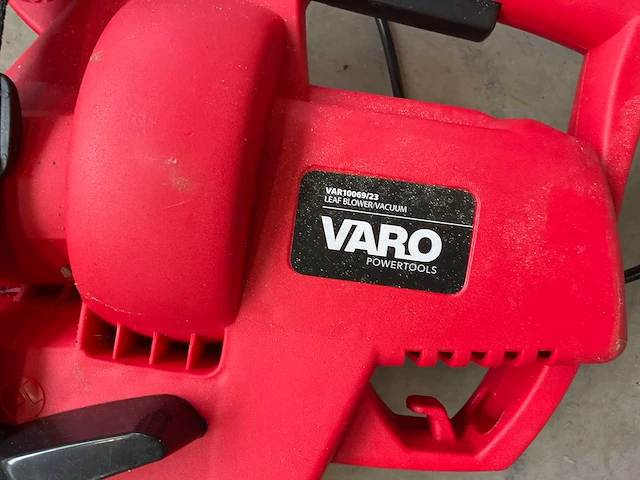 VAR10069/23
LEAF BLOWER/VACUUM
VARO
POWERTOOLS